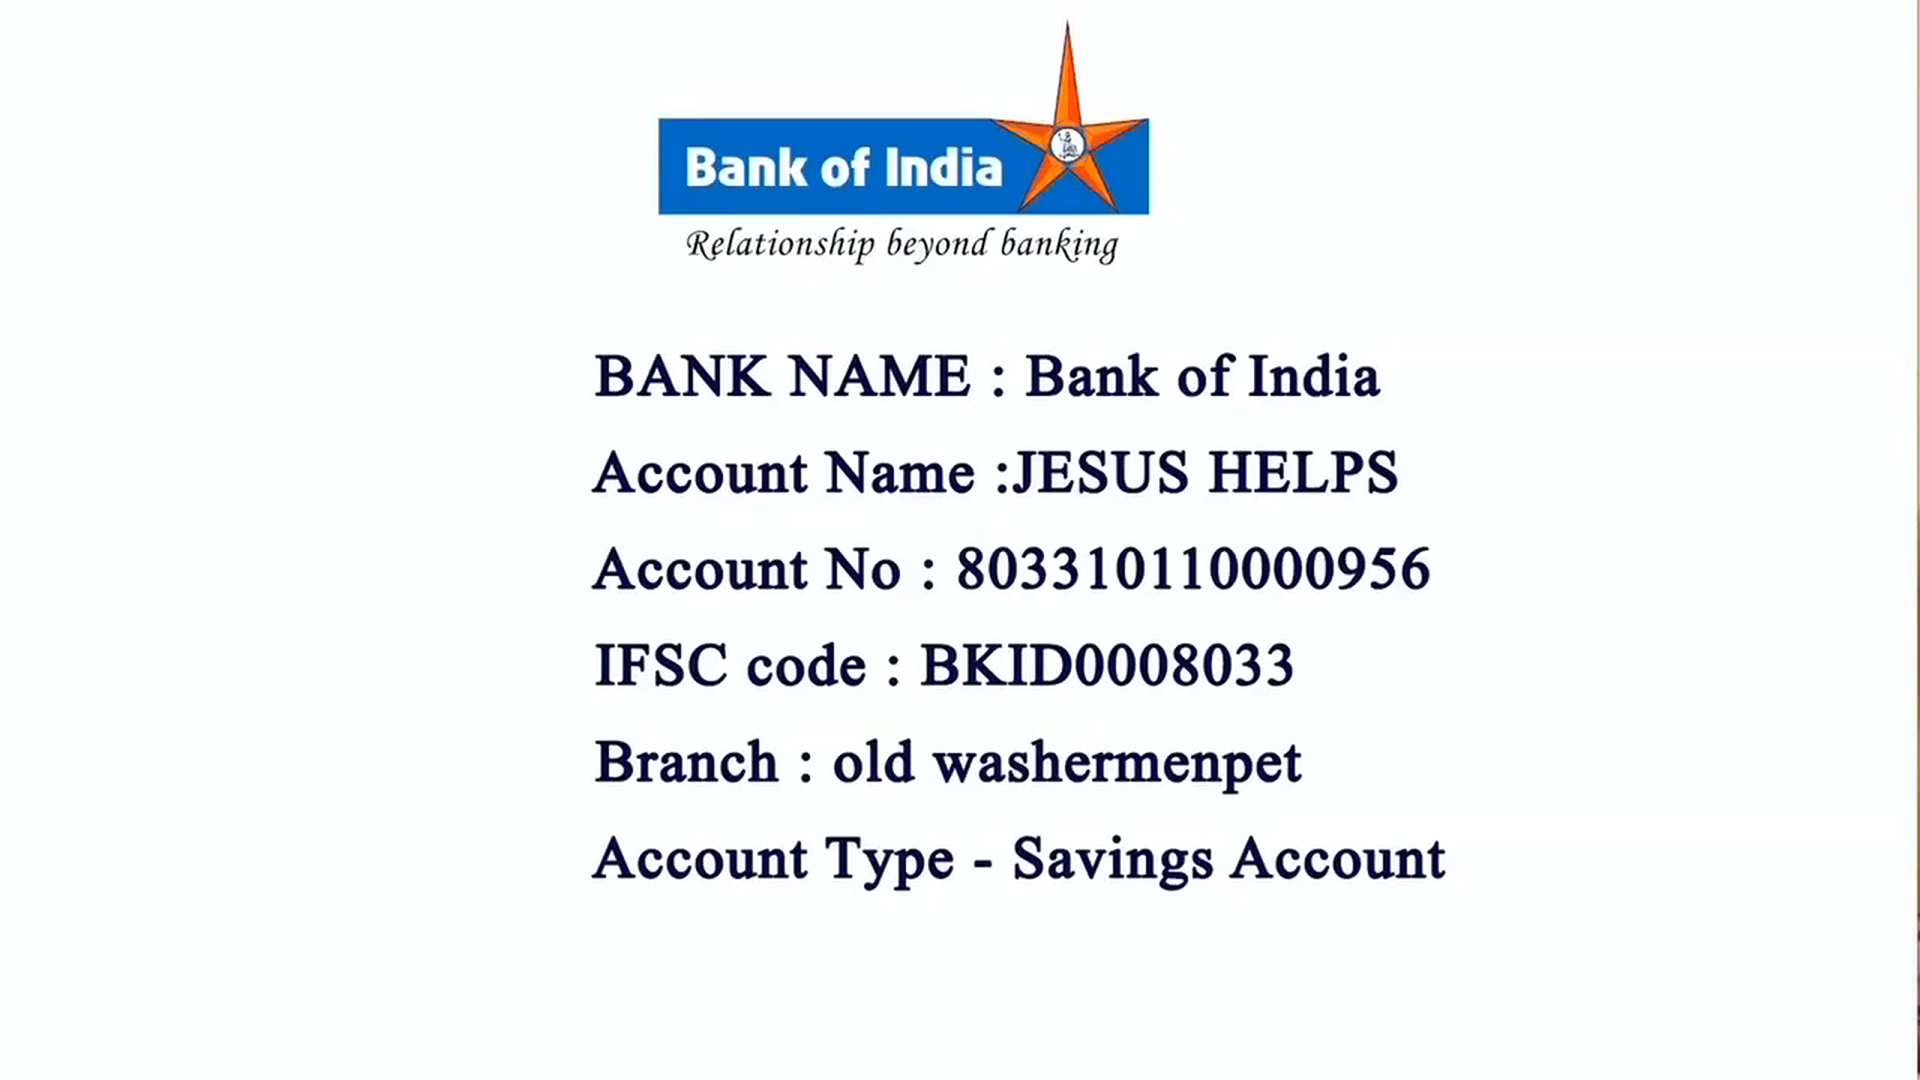 Bank of India
Relationship beyond banking
BANK NAME : Bank of India
Account Name :JESUS HELPS
Account No : 803310110000956
IFSC code : BKID0008033
Branch : old washermenpet
Account Type - Savings Account